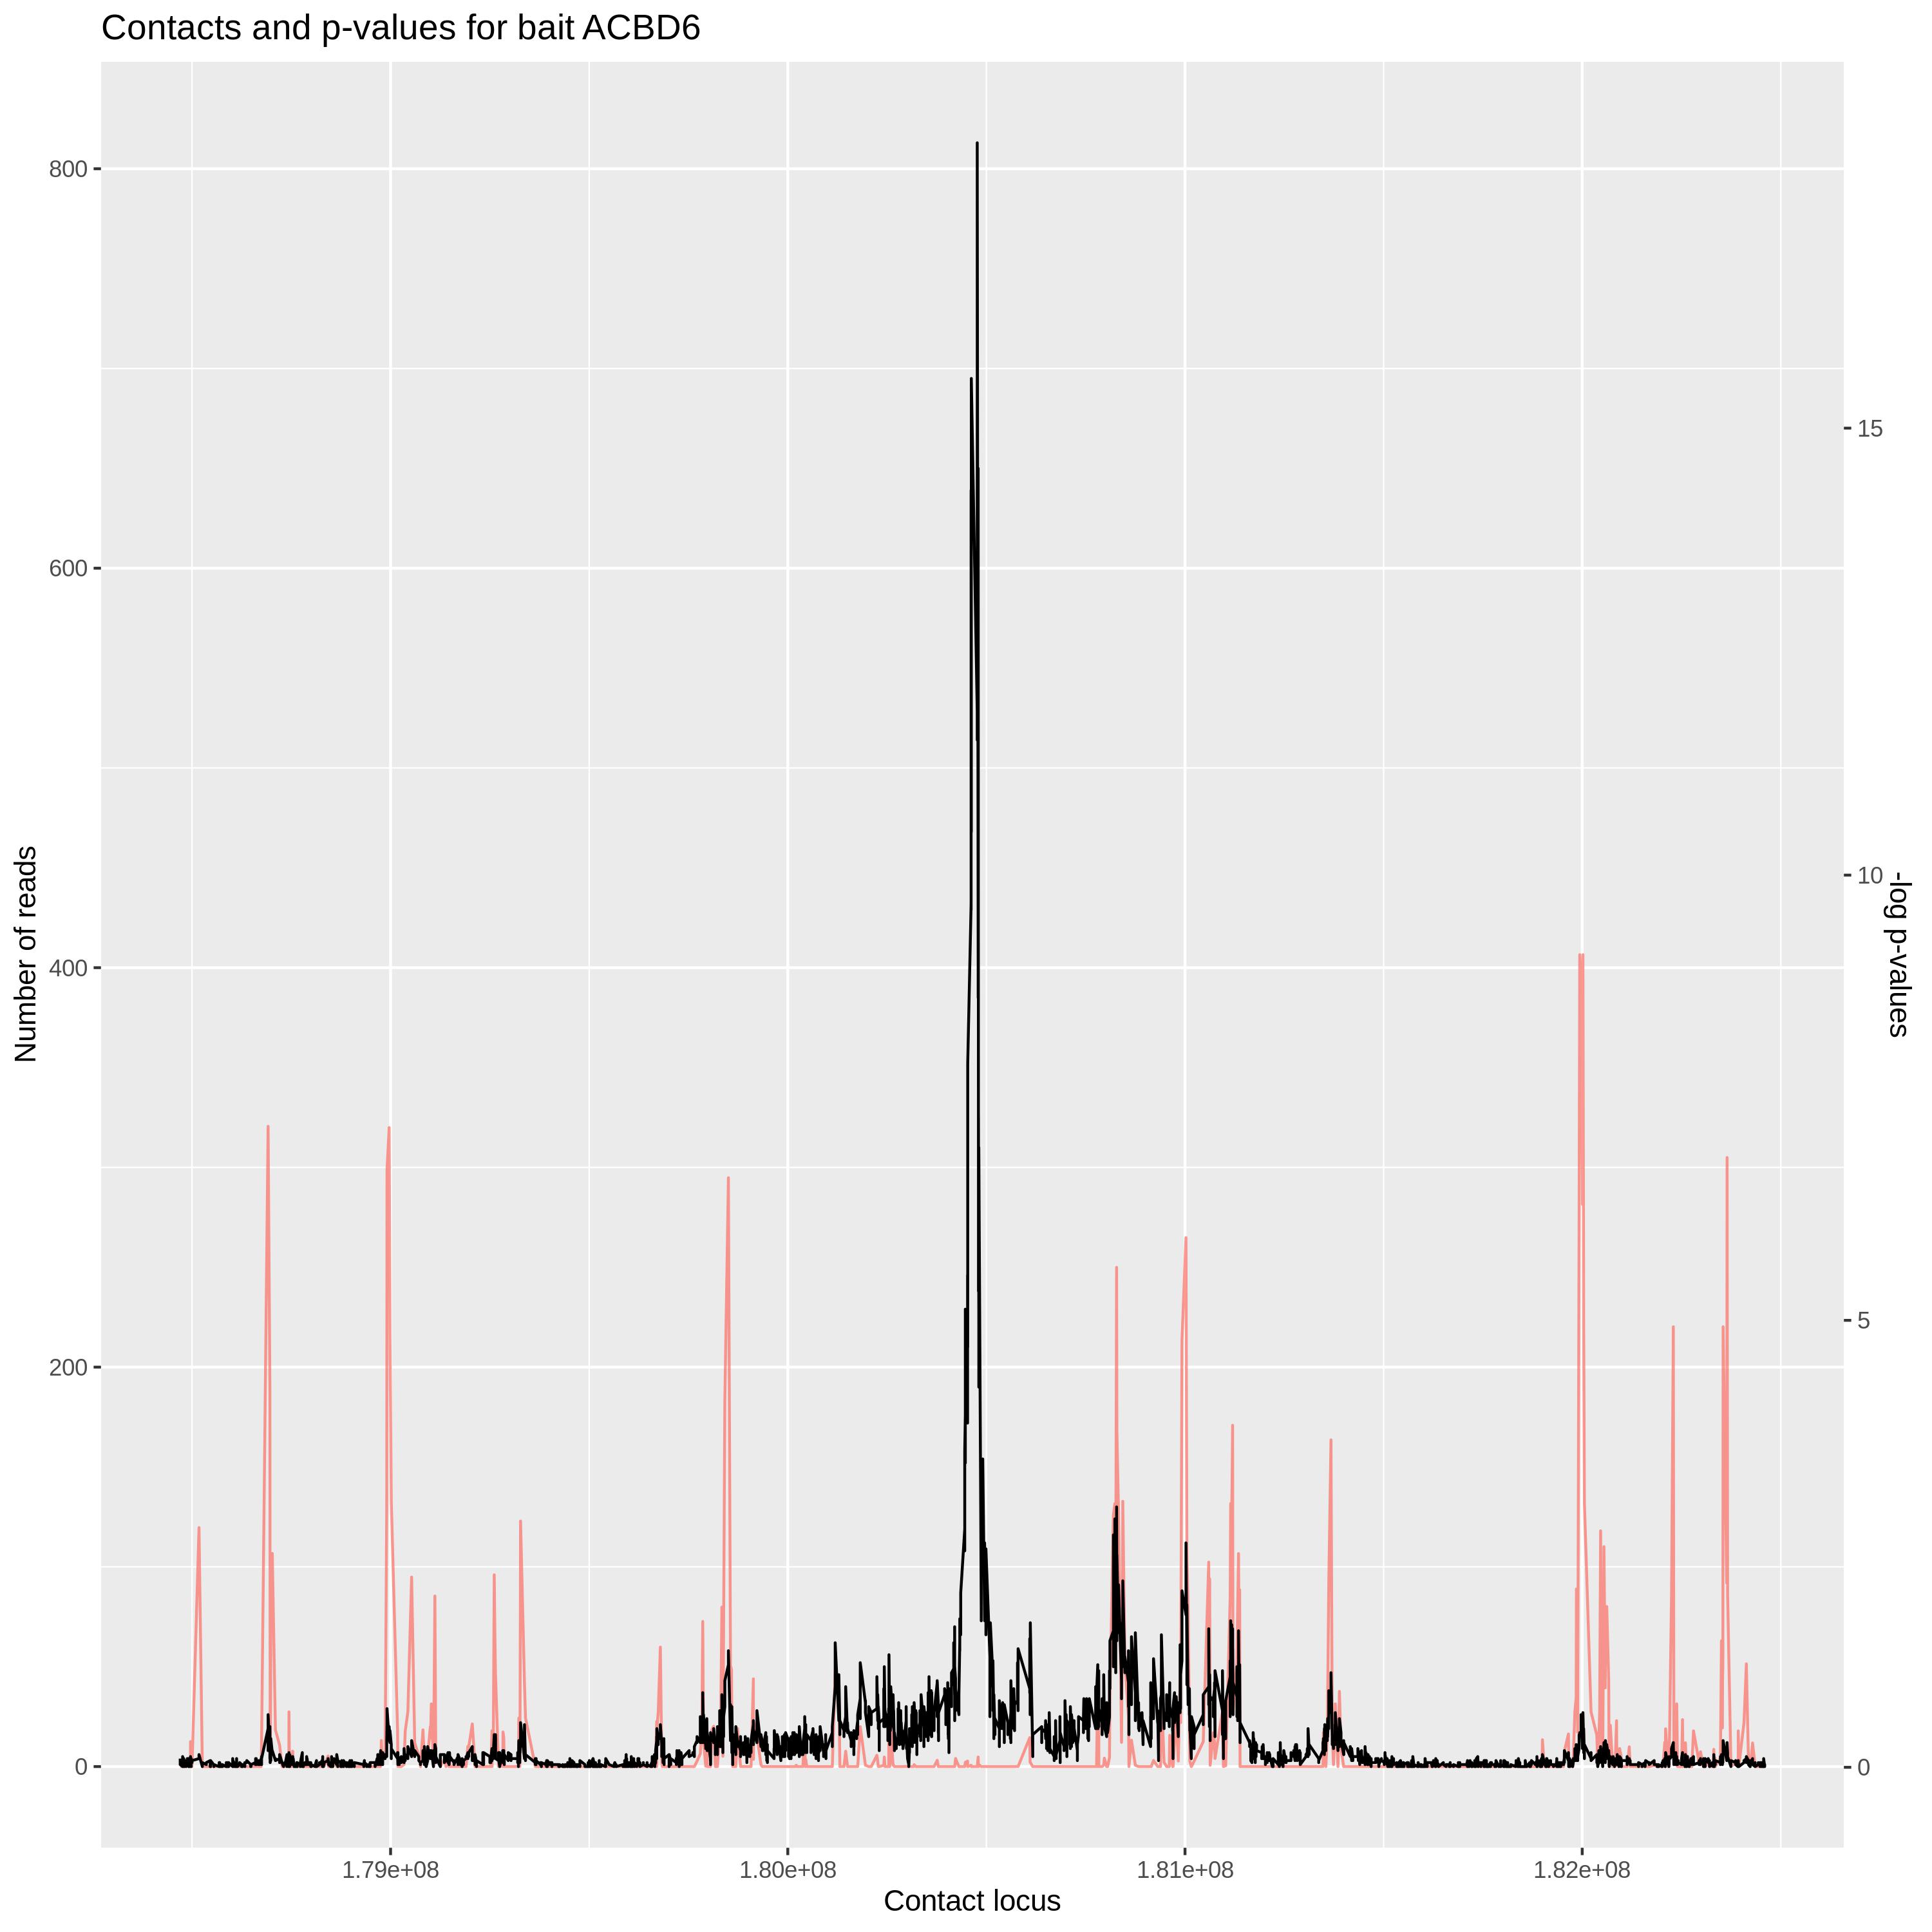 Contacts and p-values for bait ACBD6
800
600
400
200
0
Number of reads
15
10
5
0
-log p-values
1.79e+08
1.80e+08
1.81e+08
1.82e+08
Contact locus